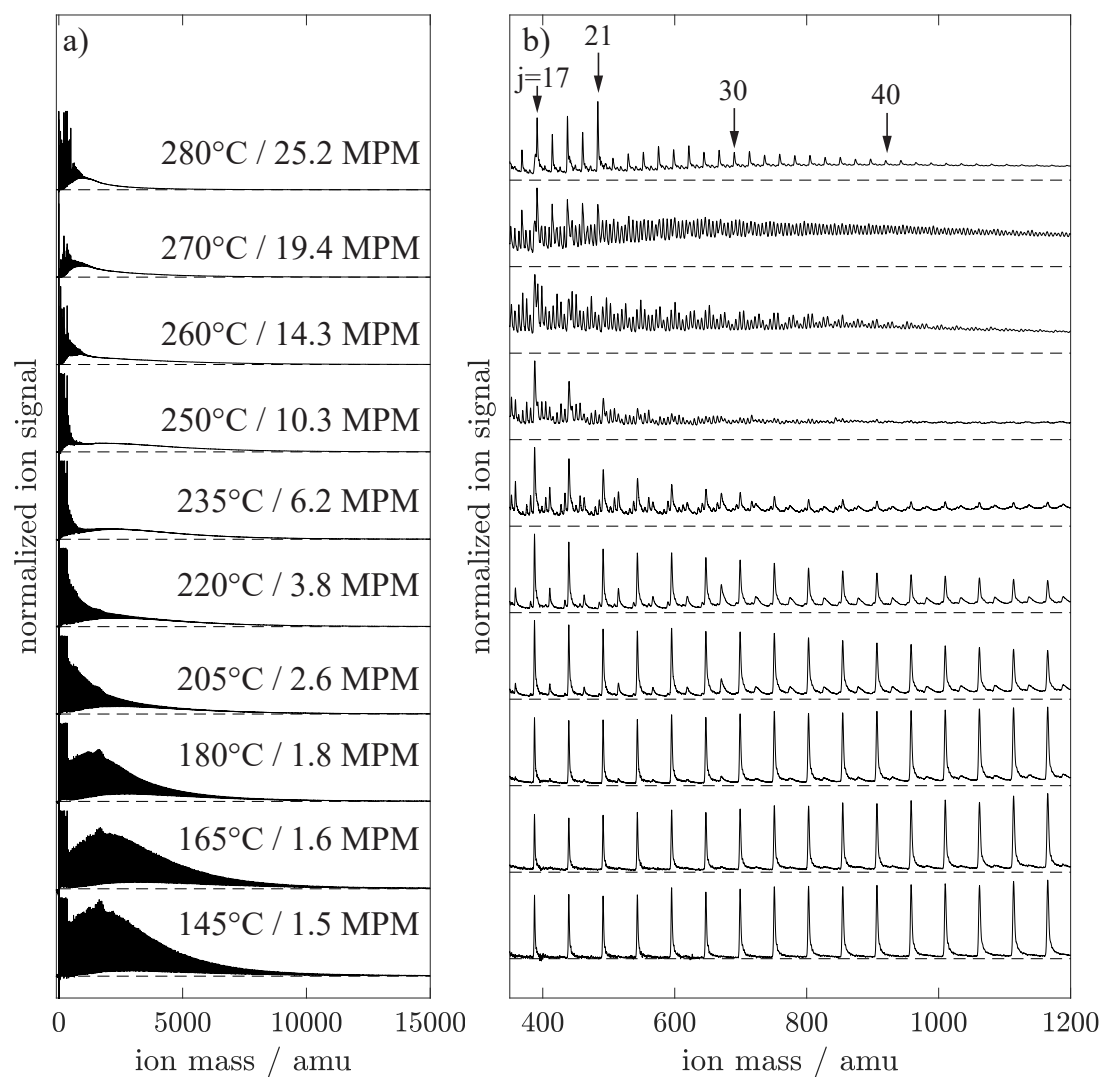 a)
280°C / 25.2 MPM
270°C / 19.4 MPM
260°C / 14.3 MPM
250°C / 10.3 MPM
235°C / 6.2 MPM
220°C / 3.8 MPM
205°C / 2.6 MPM
180°C / 1.8 MPM
165°C / 1.6 MPM
145°C / 1.5 MPM
normalized ion signal
0 5000 10000 15000
ion mass / amu
b)
21
j=17
30
40
normalized ion signal
400 600 800 1000 1200
ion mass / amu